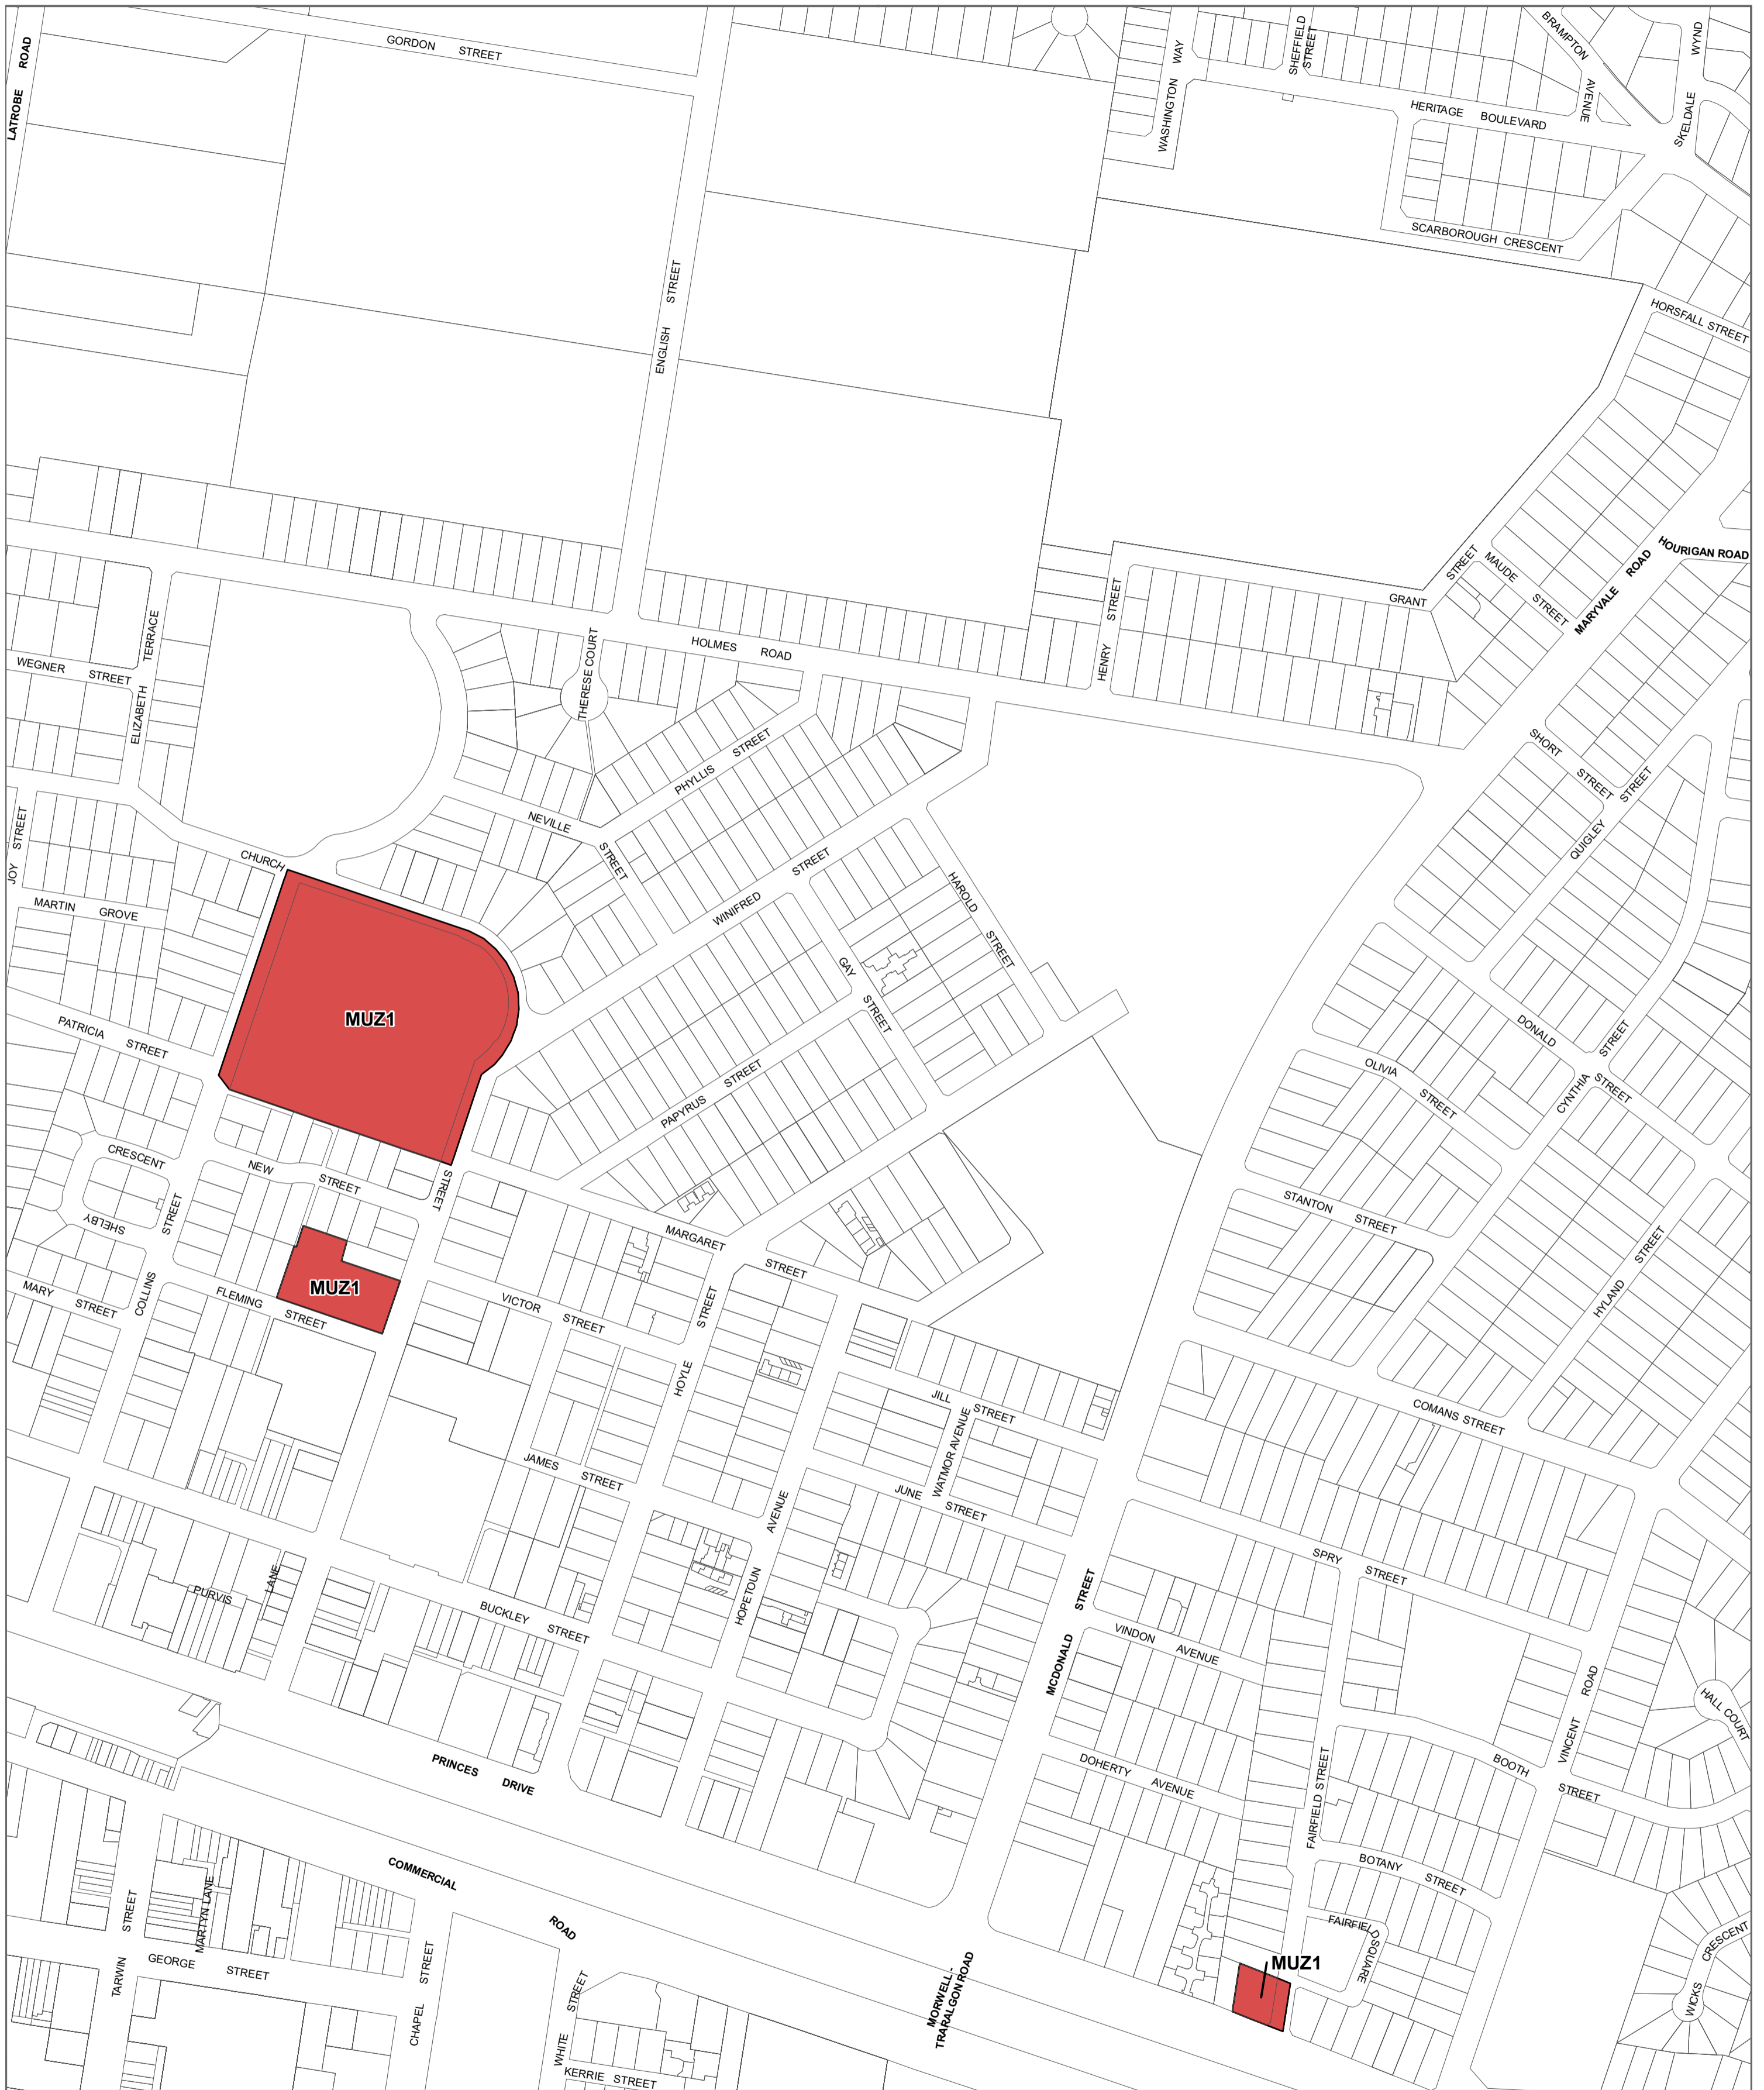 LATROBE ROAD
GORDON STREET
ENGLISH STREET
WASHINGTON WAY
SHEFFIELD STREET
BRAMPTON AVENUE
HERITAGE BOULEVARD
SKELDALE WYND
SCARBOROUGH CRESCENT
HORSFALL STREET
HOURIGAN ROAD
MARYVALE ROAD
MAUDE STREET
GRANT STREET
HENRY STREET
HOLMES ROAD
THERESE COURT
ELIZABETH TERRACE
WEGNER STREET
PHYLLIS STREET
NEVILLE STREET
SHORT STREET
QUIGLEY STREET
JOY STREET
CHURCH
MARTIN GROVE
WINIFRED STREET
HAROLD STREET
GAY STREET
MUZ1
PATRICIA STREET
DONALD STREET
OLIVIA STREET
CYNTHIA STREET
PAPYRUS STREET
CRESCENT
SHELBY
NEW STREET
STREET
COLLINS STREET
MARGARET STREET
STANTON STREET
HYLAND STREET
MUZ1
MARY STREET
FLEMING STREET
VICTOR STREET
HOYLE STREET
JILL STREET
WATMOR AVENUE
COMANS STREET
JAMES STREET
JUNE STREET
HOPETOUN AVENUE
SPRY STREET
PURVIS LANE
BUCKLEY STREET
MCDONALD STREET
VINDON AVENUE
VINCENT ROAD
HALL COURT
PRINCES DRIVE
DOHERTY AVENUE
FAIRFIELD STREET
BOOTH STREET
BOTANY STREET
COMMERCIAL ROAD
MARTYN LANE
TARWIN STREET
GEORGE STREET
CHAPEL STREET
WHITE STREET
KERRIE STREET
MORWELL -
TRARALGON ROAD
FAIRFIELD SQUARE
MUZ1
WICKS CRESCENT